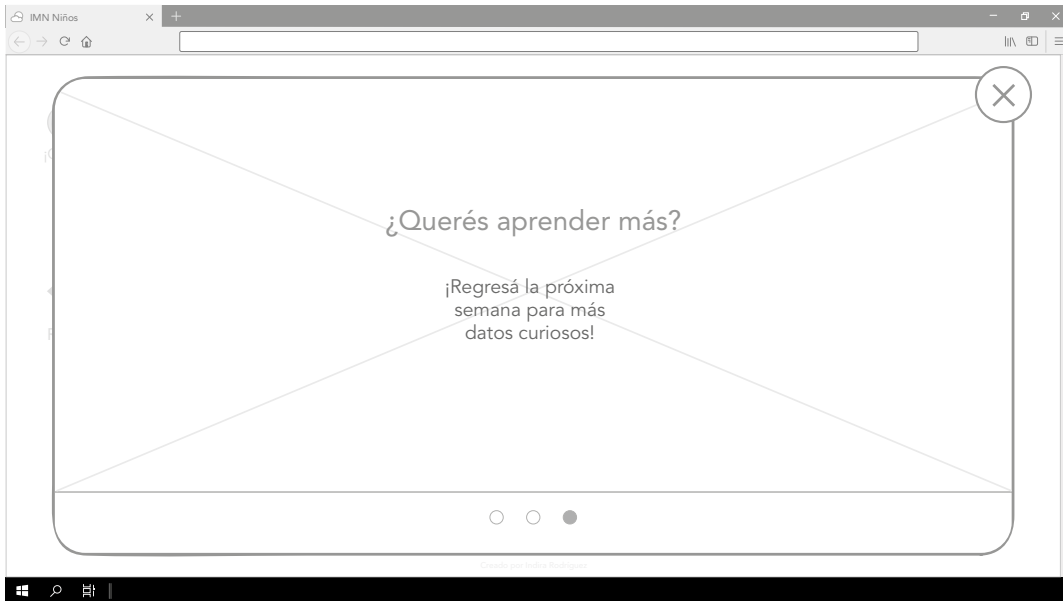 IMN Niños
¿Querés aprender más?
¡Regresá la próxima
semana para más
datos curiosos!